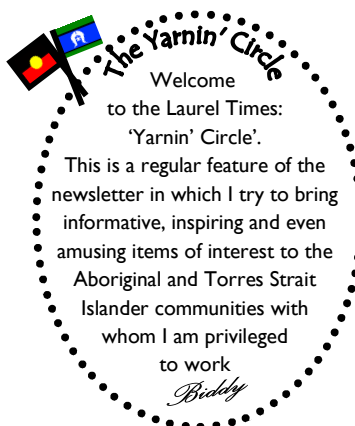 The Yarnin' Circle
Welcome
to the Laurel Times:
'Yarnin' Circle'.
This is a regular feature of the
newsletter in which I try to bring
informative, inspiring and even
amusing items of interest to the
Aboriginal and Torres Strait
Islander communities with
whom I am privileged
to work
Biddy